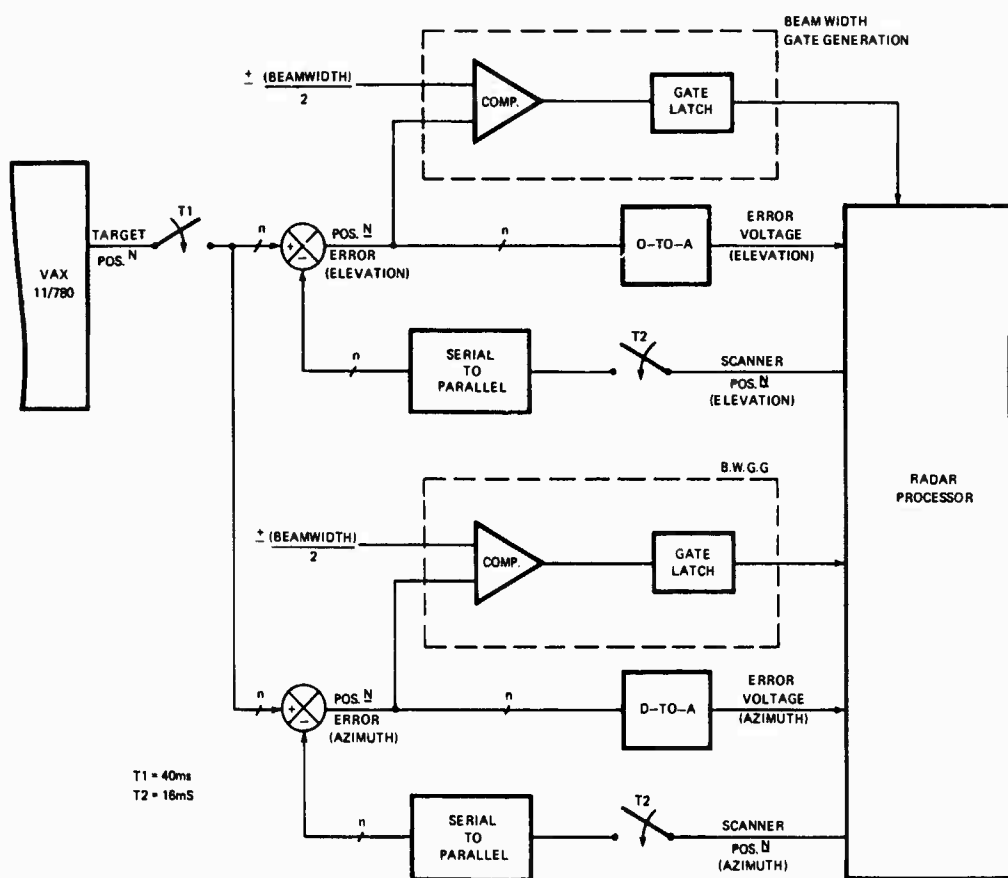 BEAM WIDTH
GATE GENERATION
± (BEAMWIDTH)
2
COMP.
GATE
LATCH
VAX
11/780
TARGET
POS. N
T1
n
+
−
POS. N
ERROR
(ELEVATION)
n
O-TO-A
ERROR
VOLTAGE
(ELEVATION)
n
SERIAL
TO
PARALLEL
T2
SCANNER
POS. N
(ELEVATION)
B.W.G.G
± (BEAMWIDTH)
2
COMP.
GATE
LATCH
RADAR
PROCESSOR
n
+
−
POS. N
ERROR
(AZIMUTH)
n
D-TO-A
ERROR
VOLTAGE
(AZIMUTH)
T1 = 40ms
T2 = 16mS
n
SERIAL
TO
PARALLEL
T2
SCANNER
POS. N
(AZIMUTH)